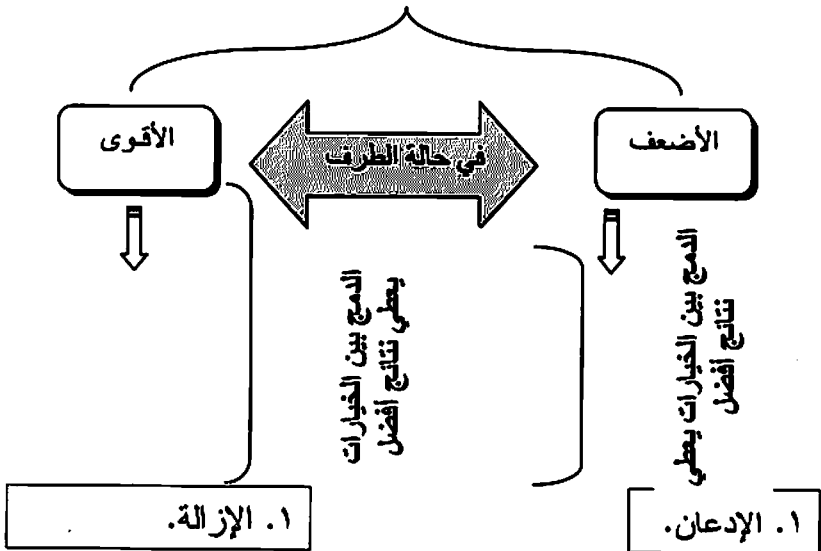 الأضعف
في حالة الطرف
الأقوى
الدمج بين الخيارات يعطي
نتائج أفضل
الدمج بين الخيارات
يعطي نتائج أفضل
١. الإدعان.
١. الإزالة.